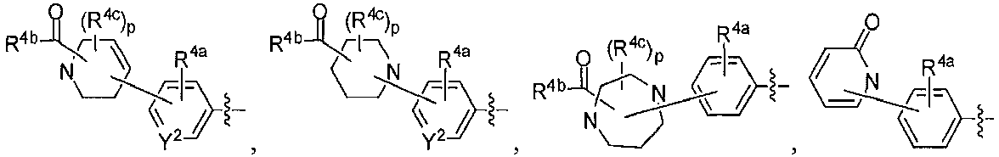 O (R4c)p R4b N R4a Y2 ,
O (R4c)p R4b N R4a Y2 ,
O (R4c)p R4b N N R4a ,
O N R4a